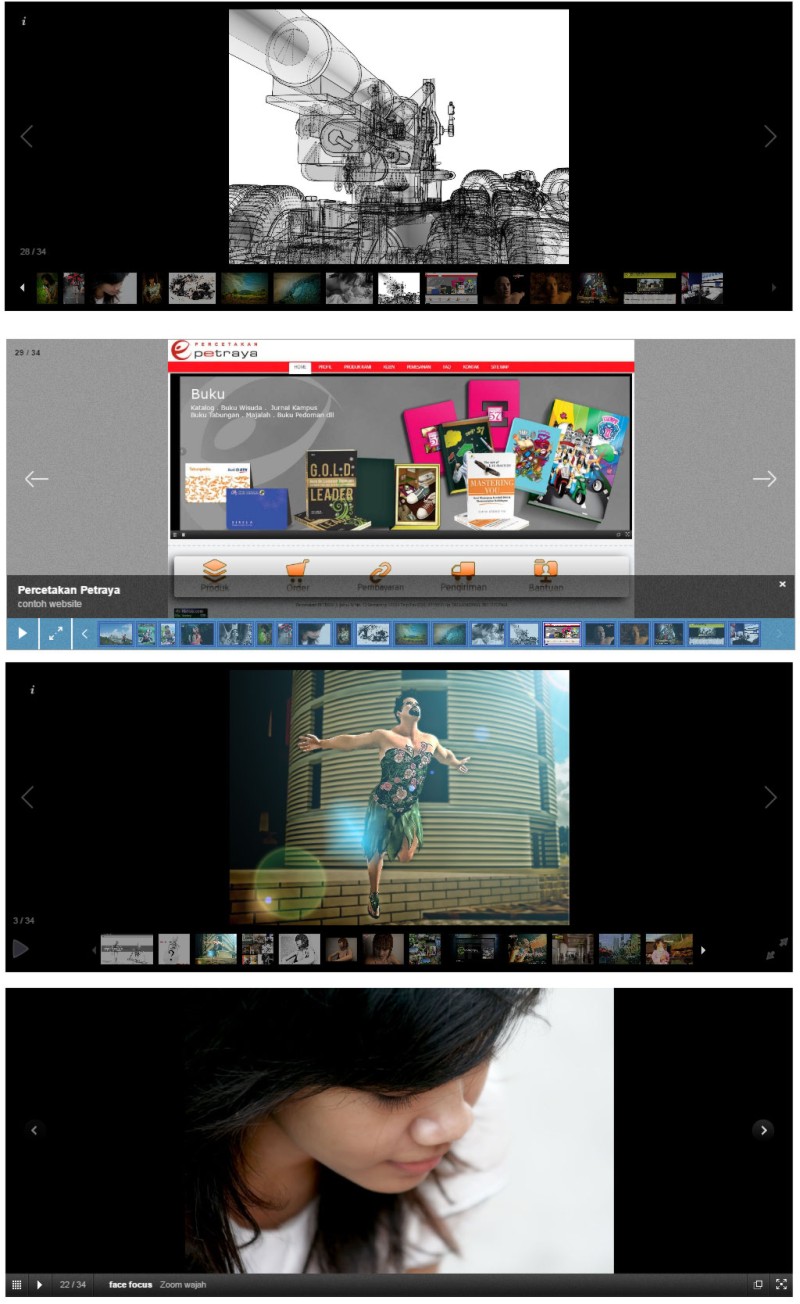 i
28 / 34
29 / 34
PERCETAKAN
petraya
HOME PROFIL KLIEN PEMESANAN FAQ KONTAK SITE MAP
Buku
Katalog . Buku Wisuda . Jurnal Kampus
Buku Tabungan . Majalah . Buku Pedoman dll
G.O.L.D:
LEADER
MASTERING
YOU
Produk Order Pembayaran Pengiriman Bantuan
Percetakan Petraya
contoh website
i
3 / 34
22 / 34 face focus Zoom wajah